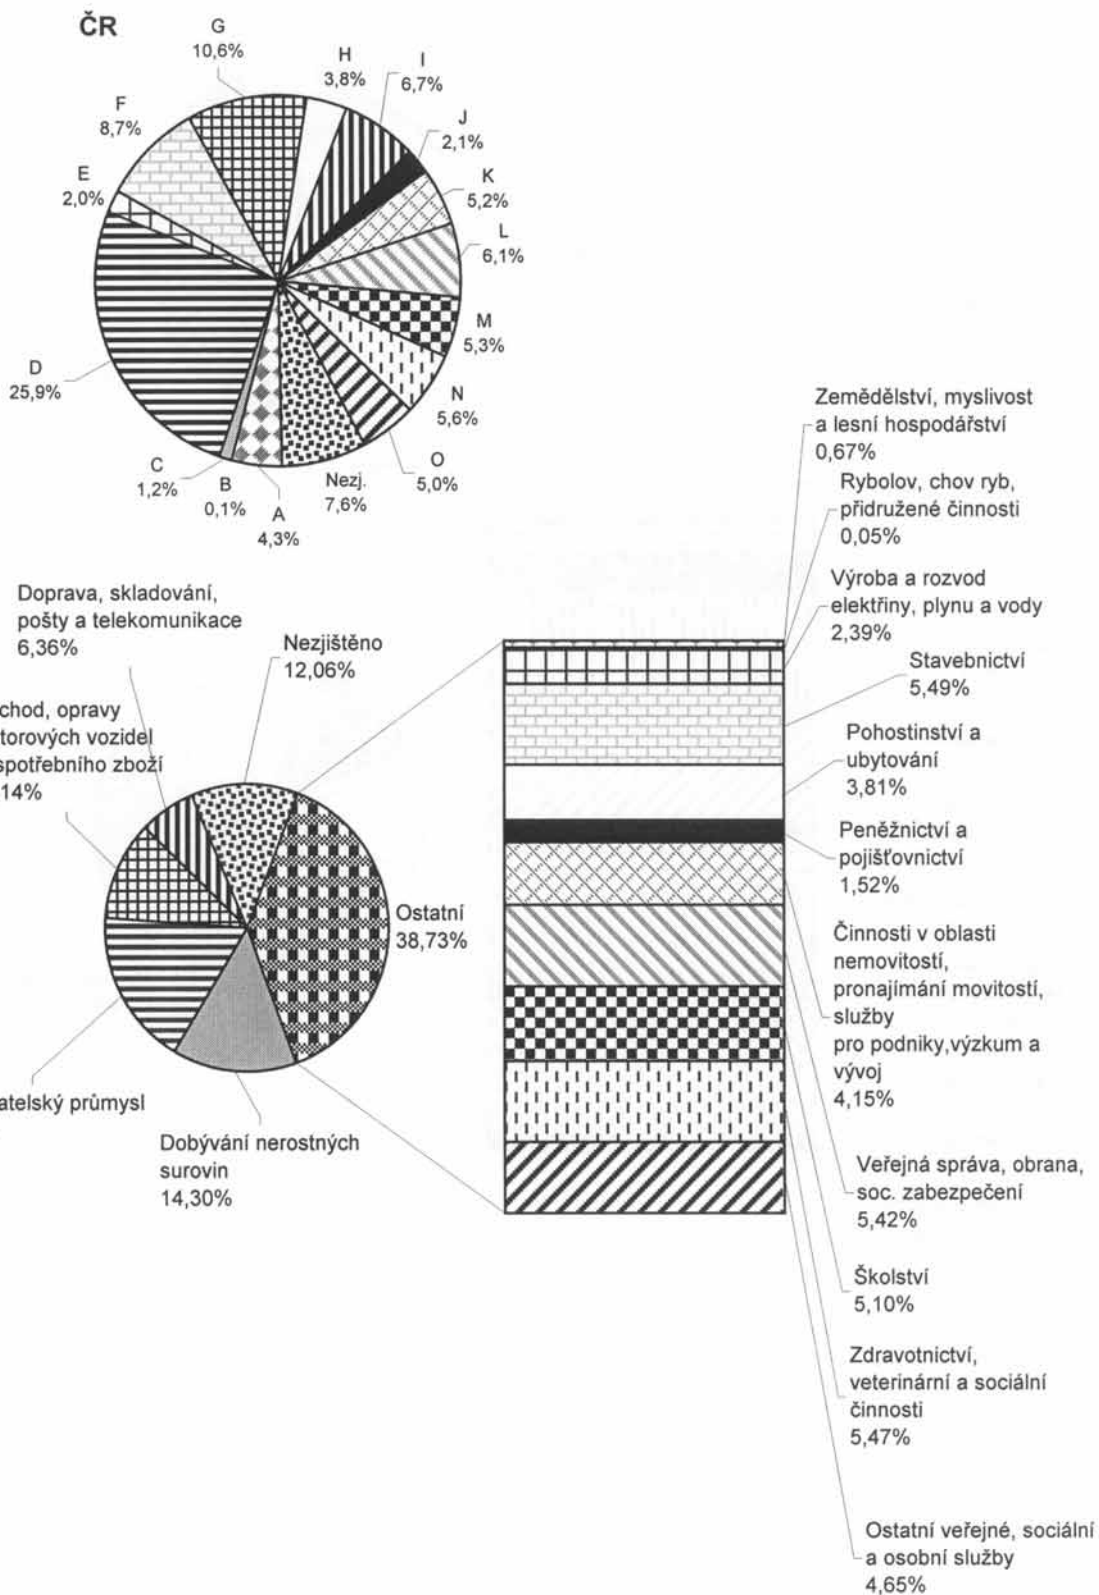 ČR
G
10,6%
H
3,8%
I
6,7%
J
2,1%
K
5,2%
L
6,1%
M
5,3%
N
5,6%
O
5,0%
Nezj.
7,6%
A
4,3%
B
0,1%
C
1,2%
D
25,9%
E
2,0%
F
8,7%
Doprava, skladování,
pošty a telekomunikace
6,36%
Nezjištěno
12,06%
chod, opravy
torových vozidel
spotřebního zboží
14%
Ostatní
38,73%
atelský průmysl
Dobývání nerostných
surovin
14,30%
Zemědělství, myslivost
a lesní hospodářství
0,67%
Rybolov, chov ryb,
přidružené činnosti
0,05%
Výroba a rozvod
elektřiny, plynu a vody
2,39%
Stavebnictví
5,49%
Pohostinství a
ubytování
3,81%
Peněžnictví a
pojišťovnictví
1,52%
Činnosti v oblasti
nemovitostí,
pronajímání movitostí,
služby
pro podniky,výzkum a
vývoj
4,15%
Veřejná správa, obrana,
soc. zabezpečení
5,42%
Školství
5,10%
Zdravotnictví,
veterinární a sociální
činnosti
5,47%
Ostatní veřejné, sociální
a osobní služby
4,65%